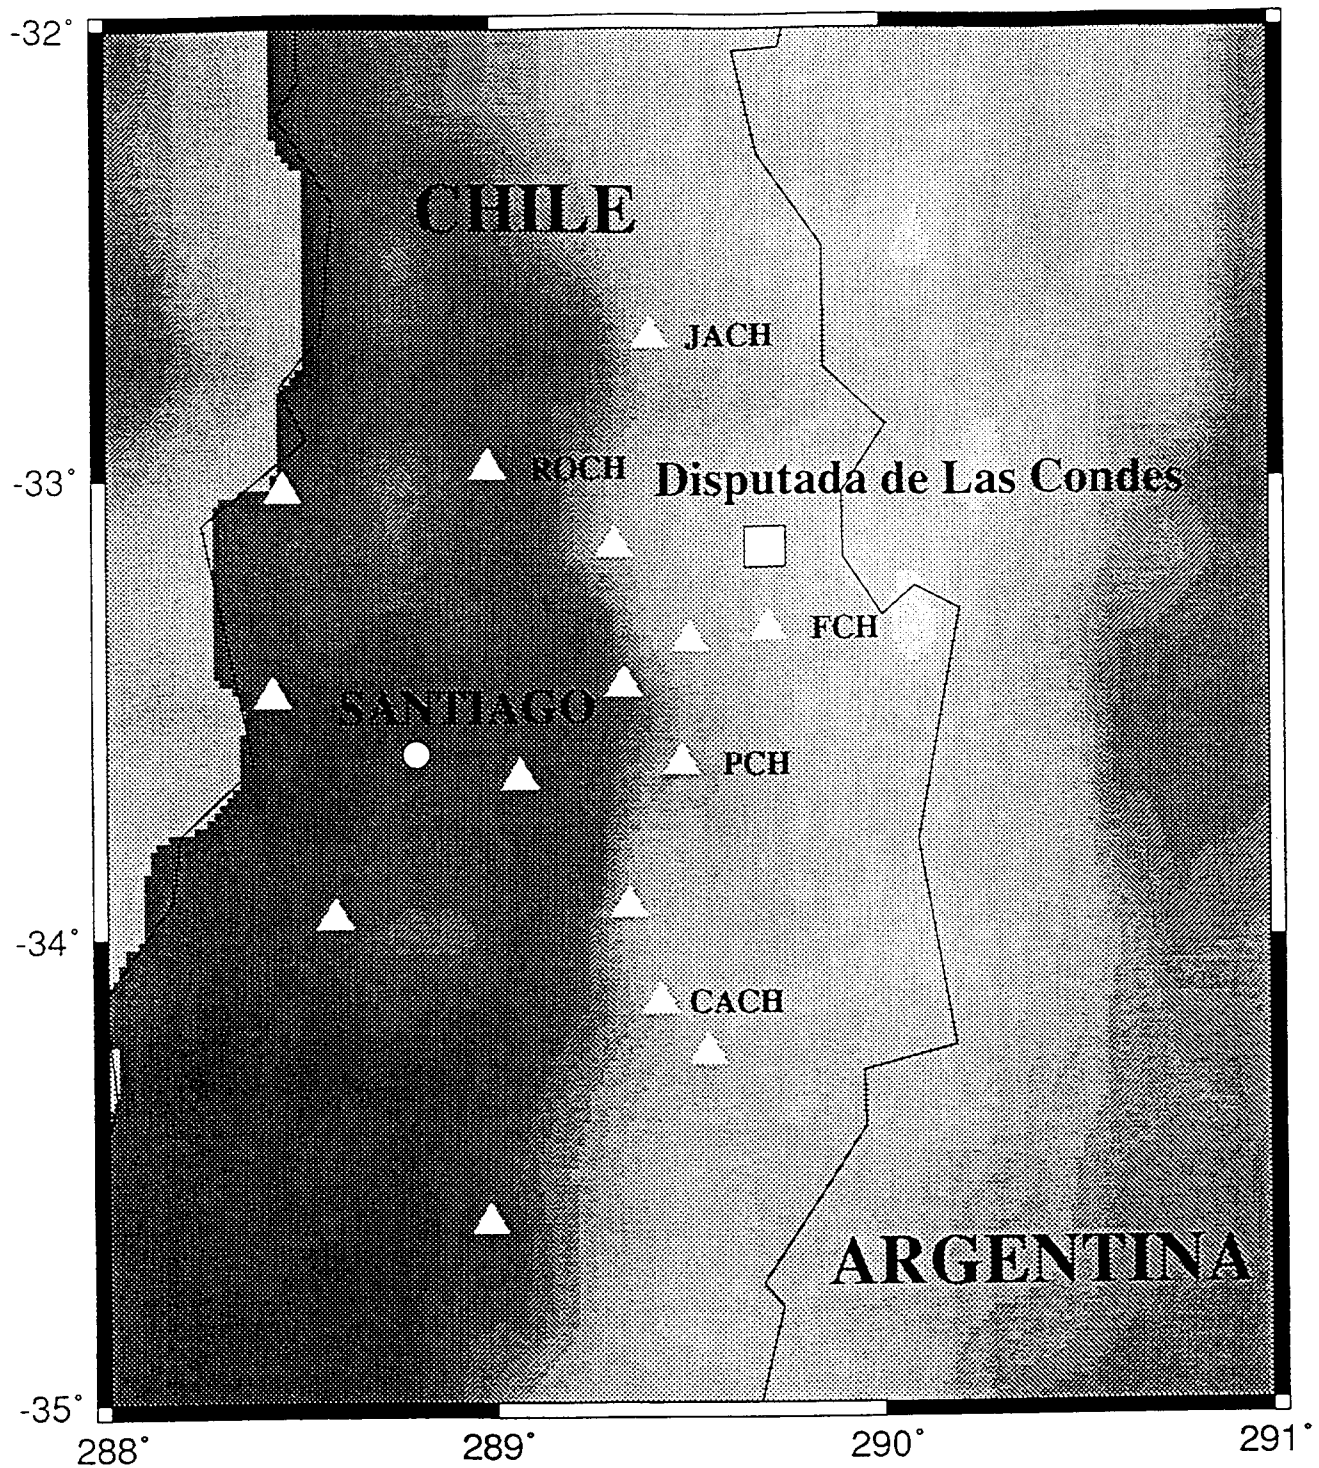 -32°
CHILE
JACH
-33°
ROCH
Disputada de Las Condes
FCH
SANTIAGO
PCH
-34°
CACH
ARGENTINA
-35°
288°
289°
290°
291°